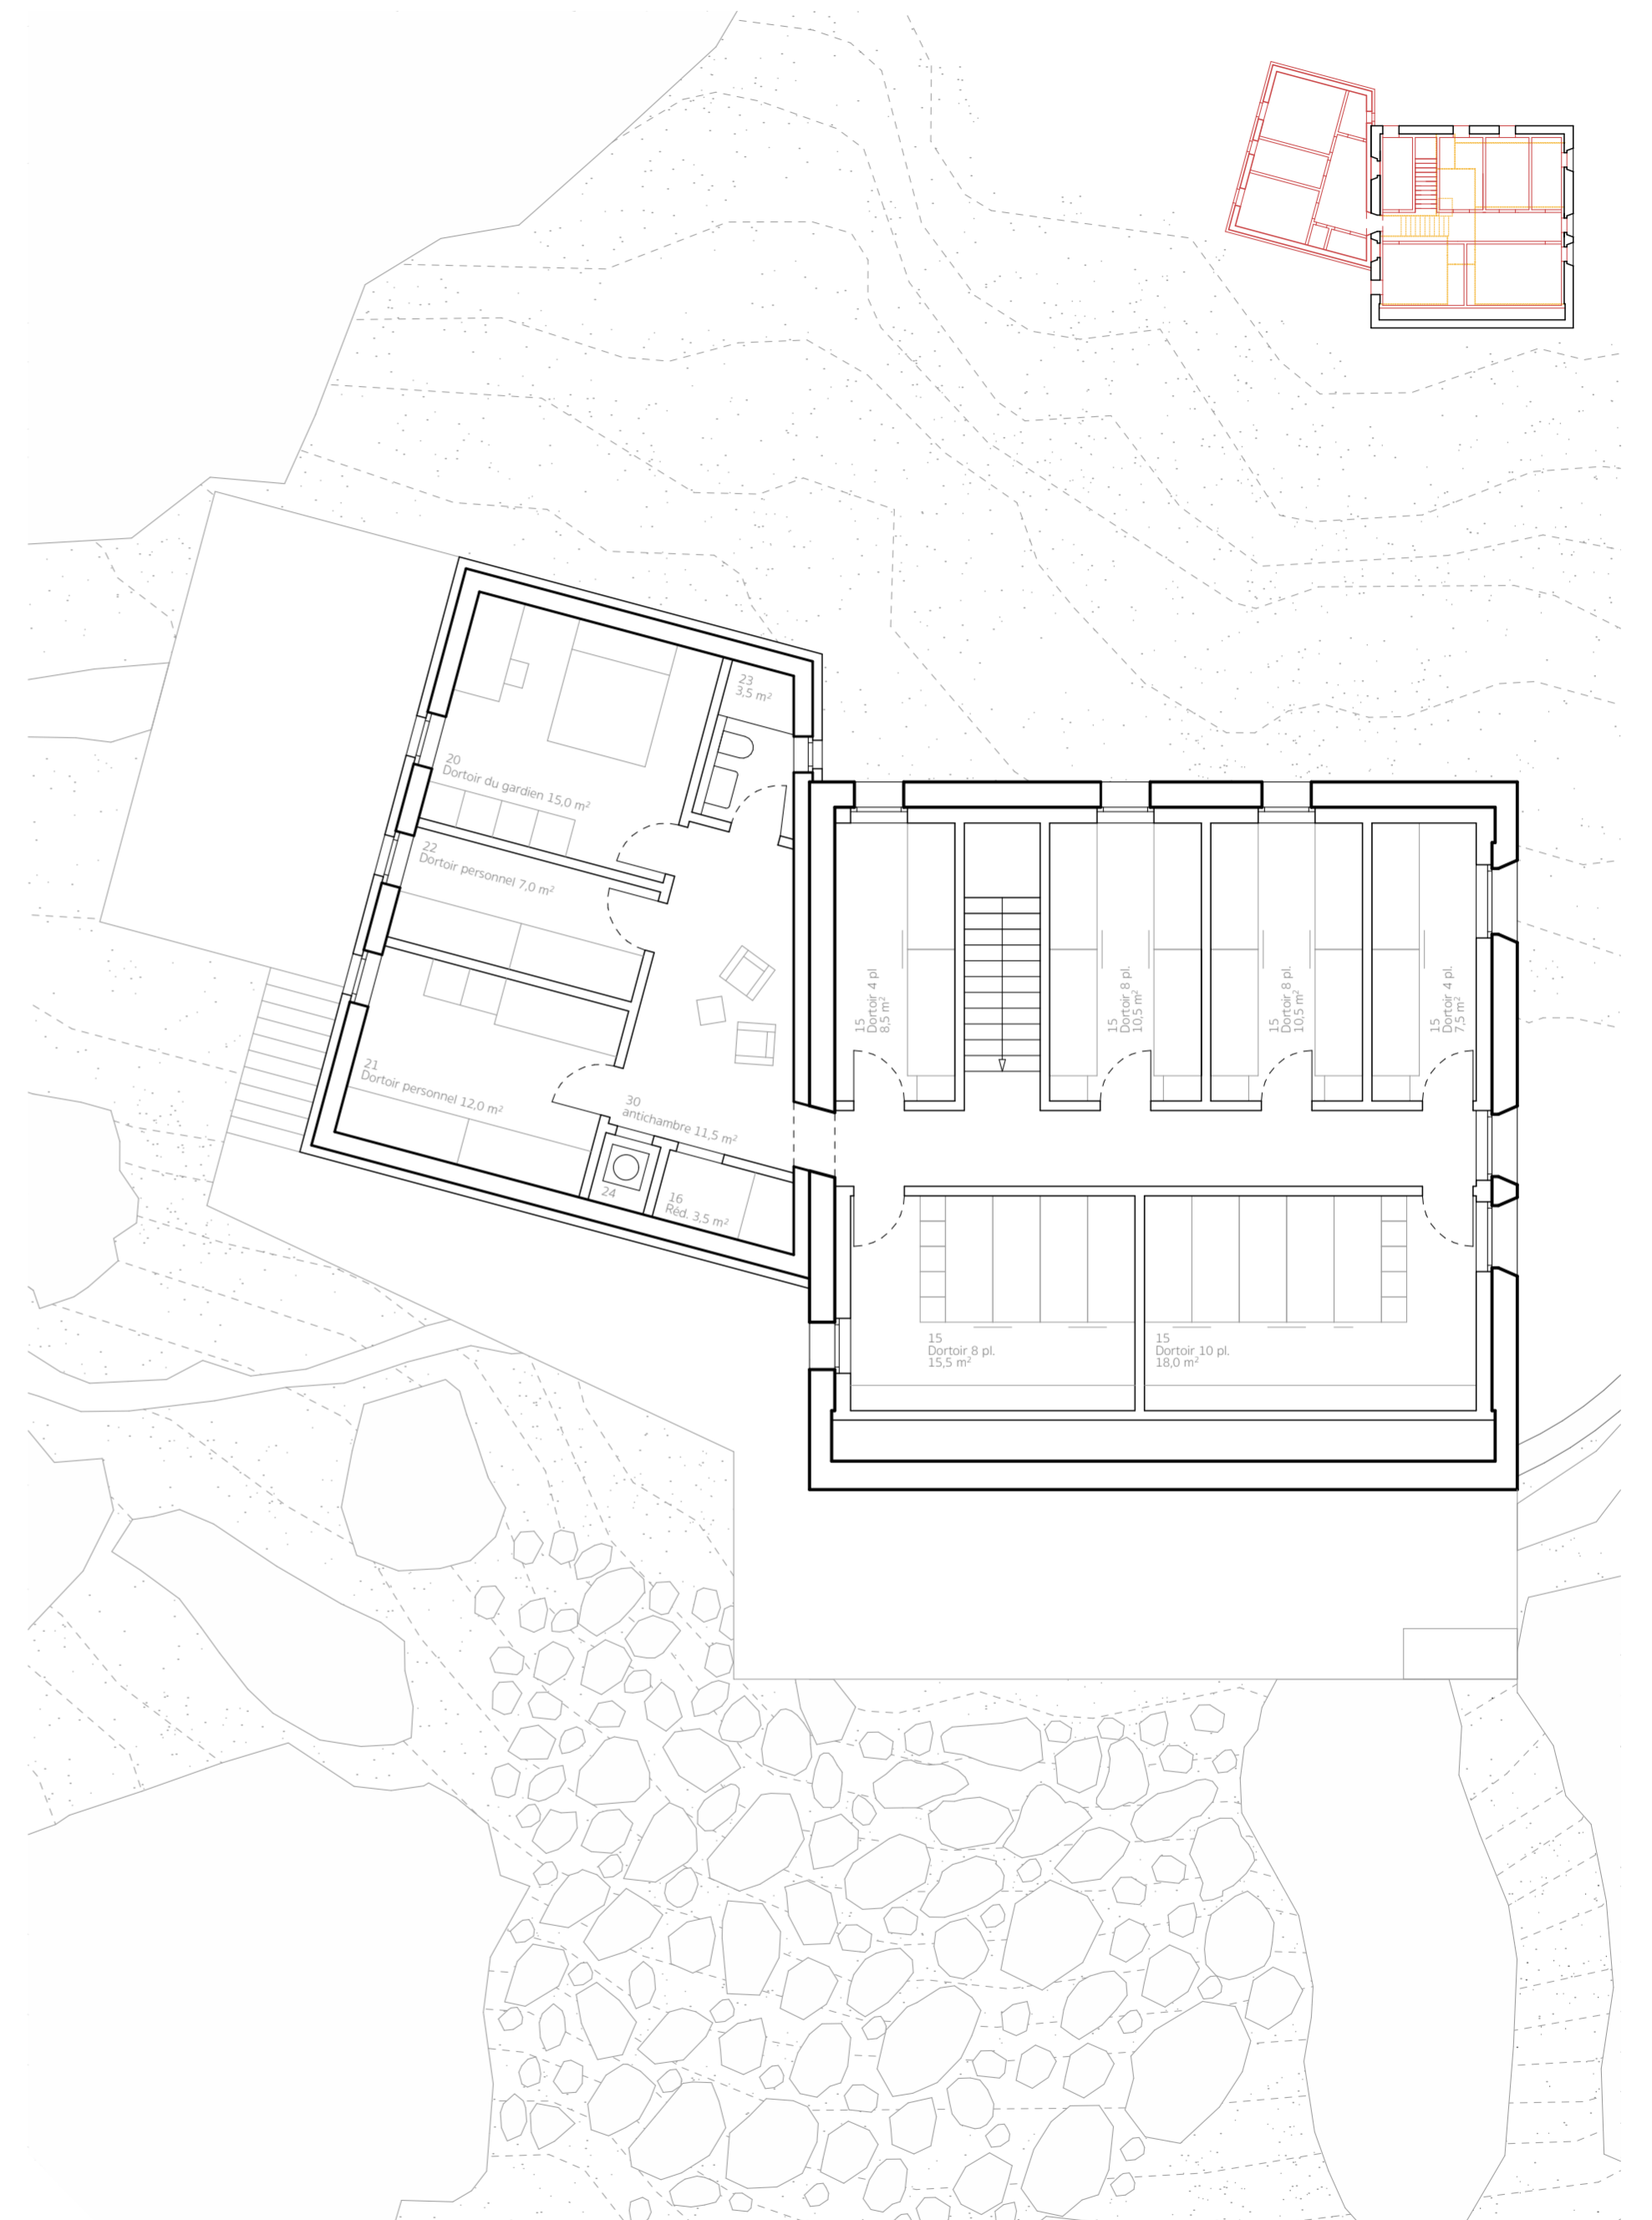 23
3,5 m²
20
Dortoir du gardien 15,0 m²
22
Dortoir personnel 7,0 m²
21
Dortoir personnel 12,0 m²
30
antichambre 11,5 m²
24
16
Réd. 3,5 m²
15
Dortoir 4 pl
8,5 m²
15
Dortoir 8 pl.
10,5 m²
15
Dortoir 8 pl.
10,5 m²
15
Dortoir 4 pl.
7,5 m²
15
Dortoir 8 pl.
15,5 m²
15
Dortoir 10 pl.
18,0 m²